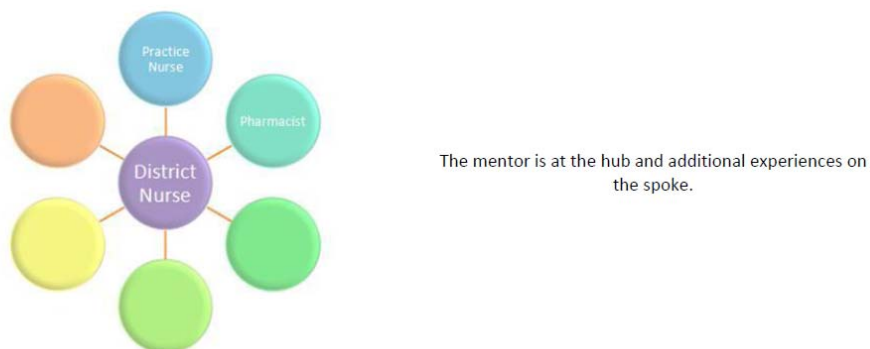 Practice
Nurse
Pharmacist
District
Nurse
The mentor is at the hub and additional experiences on
the spoke.